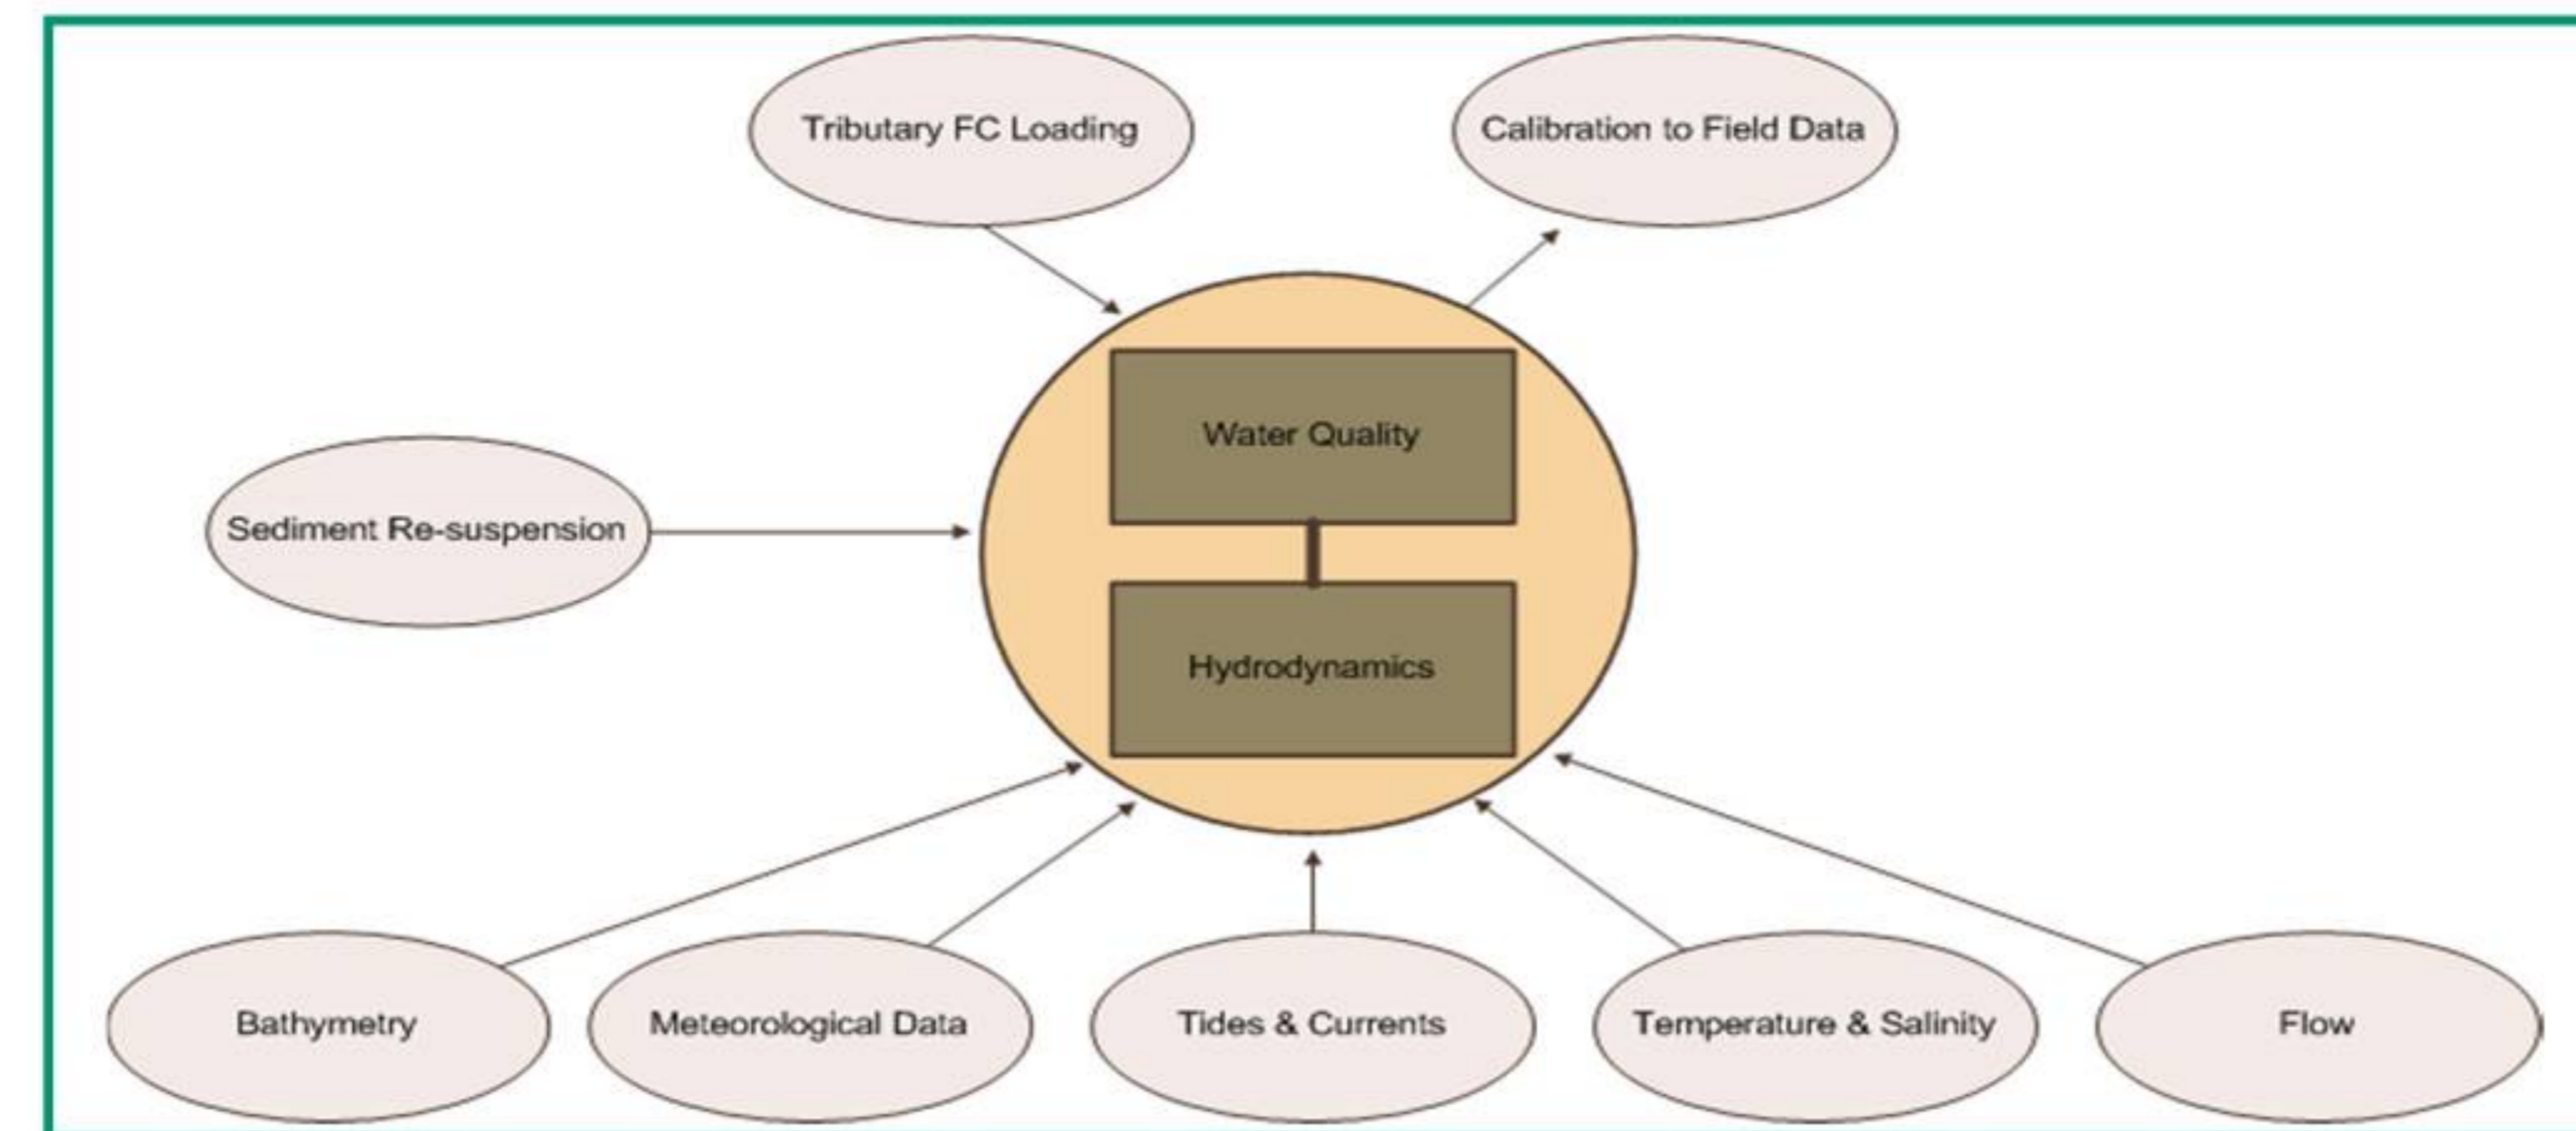 Tributary FC Loading
Calibration to Field Data
Water Quality
Sediment Re-suspension
Hydrodynamics
Bathymetry
Meteorological Data
Tides & Currents
Temperature & Salinity
Flow